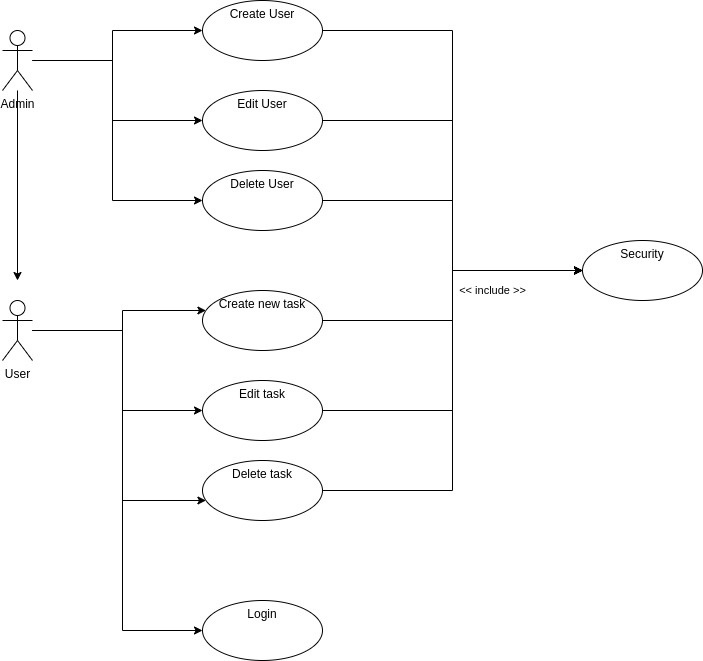 Create User
Admin
Edit User
Delete User
Security
<< include >>
Create new task
User
Edit task
Delete task
Login